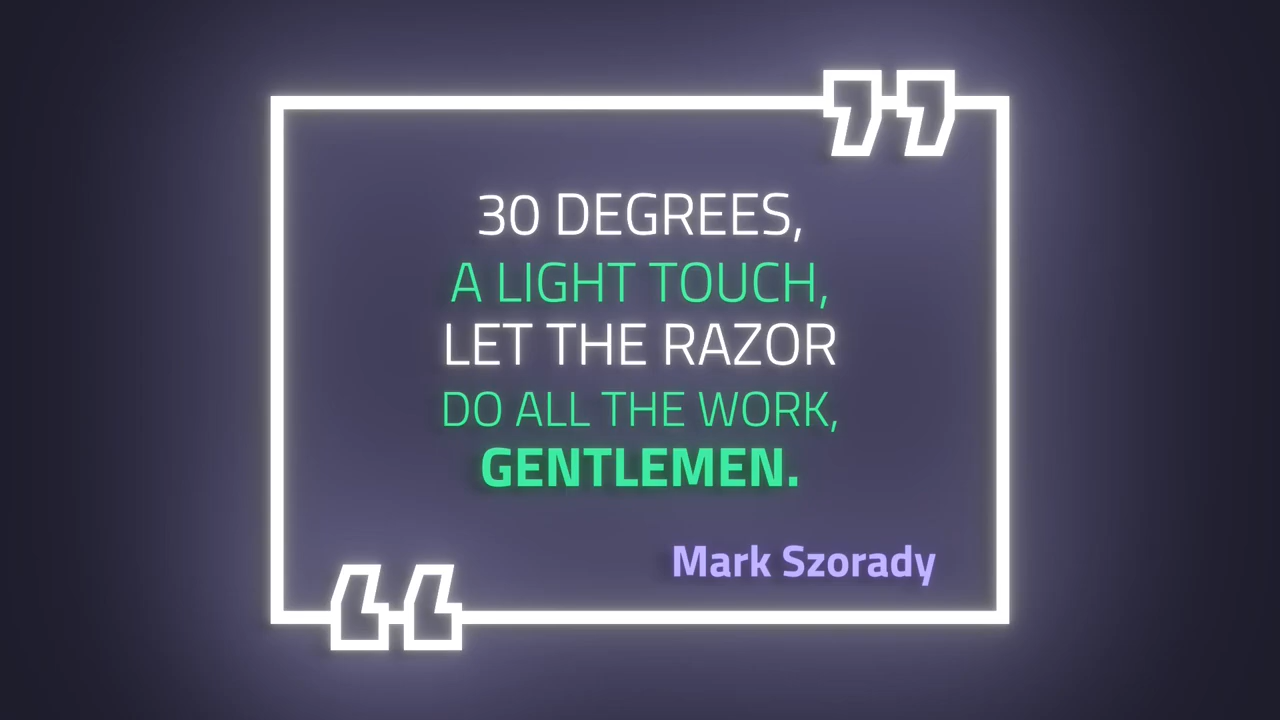 30 DEGREES,
A LIGHT TOUCH,
LET THE RAZOR
DO ALL THE WORK,
GENTLEMEN.
Mark Szorady